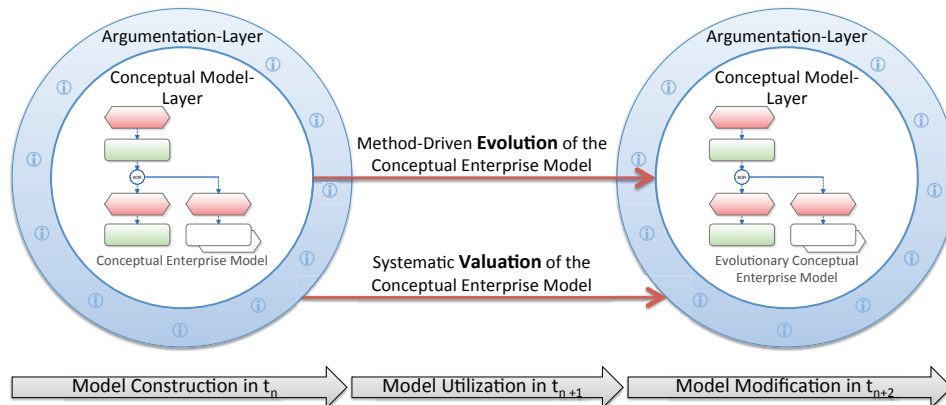 Argumentation-Layer
Conceptual Model-
Layer
XOR
Conceptual Enterprise Model
Method-Driven Evolution of the
Conceptual Enterprise Model
Systematic Valuation of the
Conceptual Enterprise Model
Argumentation-Layer
Conceptual Model-
Layer
XOR
Evolutionary Conceptual
Enterprise Model
Model Construction in tn
Model Utilization in tn+1
Model Modification in tn+2